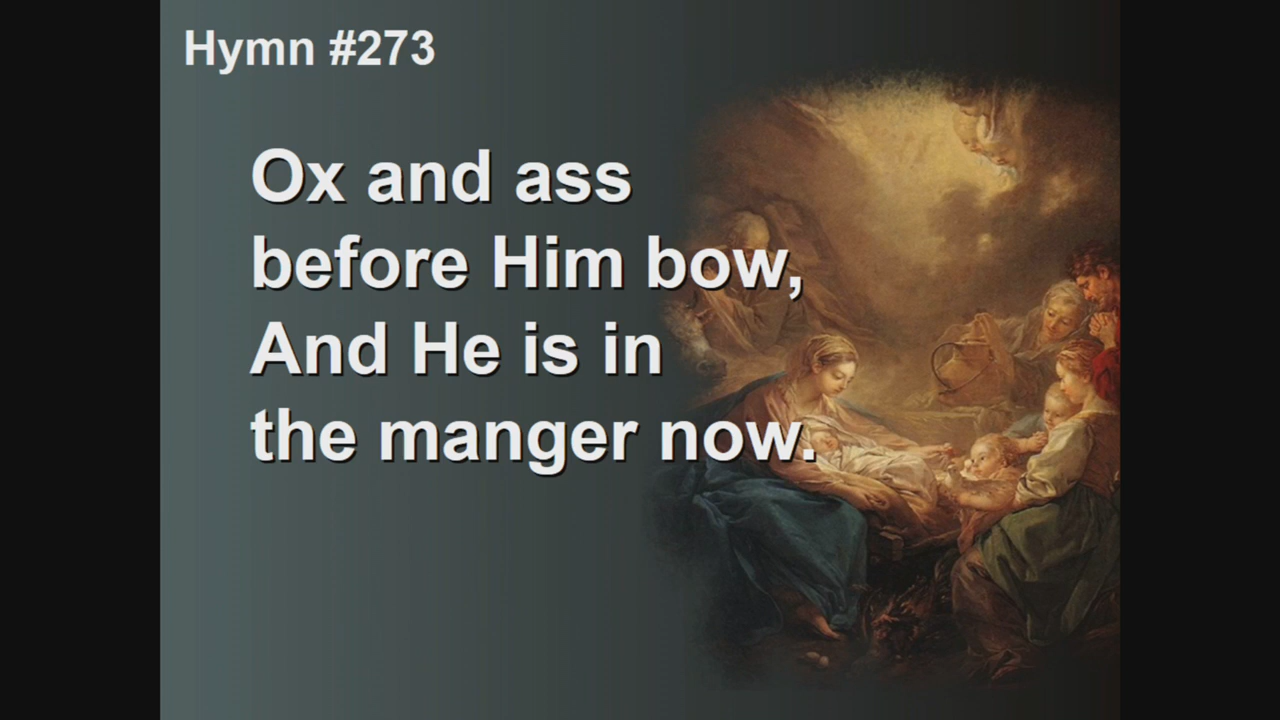 Hymn #273
Ox and ass
before Him bow,
And He is in
the manger now.